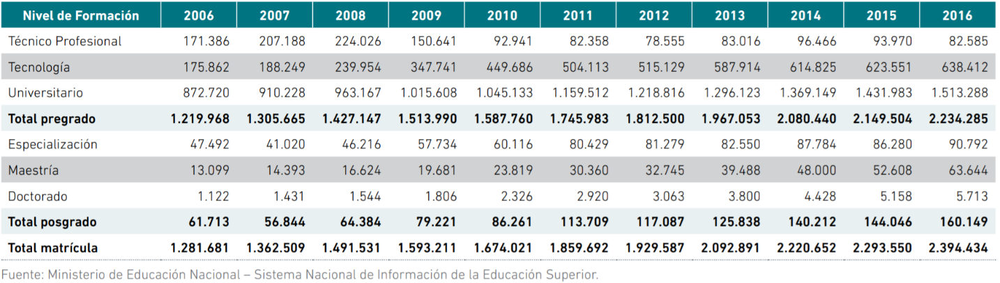 Nivel de Formación 2006 2007 2008 2009 2010 2011 2012 2013 2014 2015 2016
Técnico Profesional 171.386 207.188 224.026 150.641 92.941 82.358 78.555 83.016 96.466 93.970 82.585
Tecnología 175.862 188.249 239.954 347.741 449.686 504.113 515.129 587.914 614.825 623.551 638.412
Universitario 872.720 910.228 963.167 1.015.608 1.045.133 1.159.512 1.218.816 1.296.123 1.369.149 1.431.983 1.513.288
Total pregrado 1.219.968 1.305.665 1.427.147 1.513.990 1.587.760 1.745.983 1.812.500 1.967.053 2.080.440 2.149.504 2.234.285
Especialización 47.492 41.020 46.216 57.734 60.116 80.429 81.279 82.550 87.784 86.280 90.792
Maestría 13.099 14.393 16.624 19.681 23.819 30.360 32.745 39.488 48.000 52.608 63.644
Doctorado 1.122 1.431 1.544 1.806 2.326 2.920 3.063 3.800 4.428 5.158 5.713
Total posgrado 61.713 56.844 64.384 79.221 86.261 113.709 117.087 125.838 140.212 144.046 160.149
Total matrícula 1.281.681 1.362.509 1.491.531 1.593.211 1.674.021 1.859.692 1.929.587 2.092.891 2.220.652 2.293.550 2.394.434
Fuente: Ministerio de Educación Nacional – Sistema Nacional de Información de la Educación Superior.